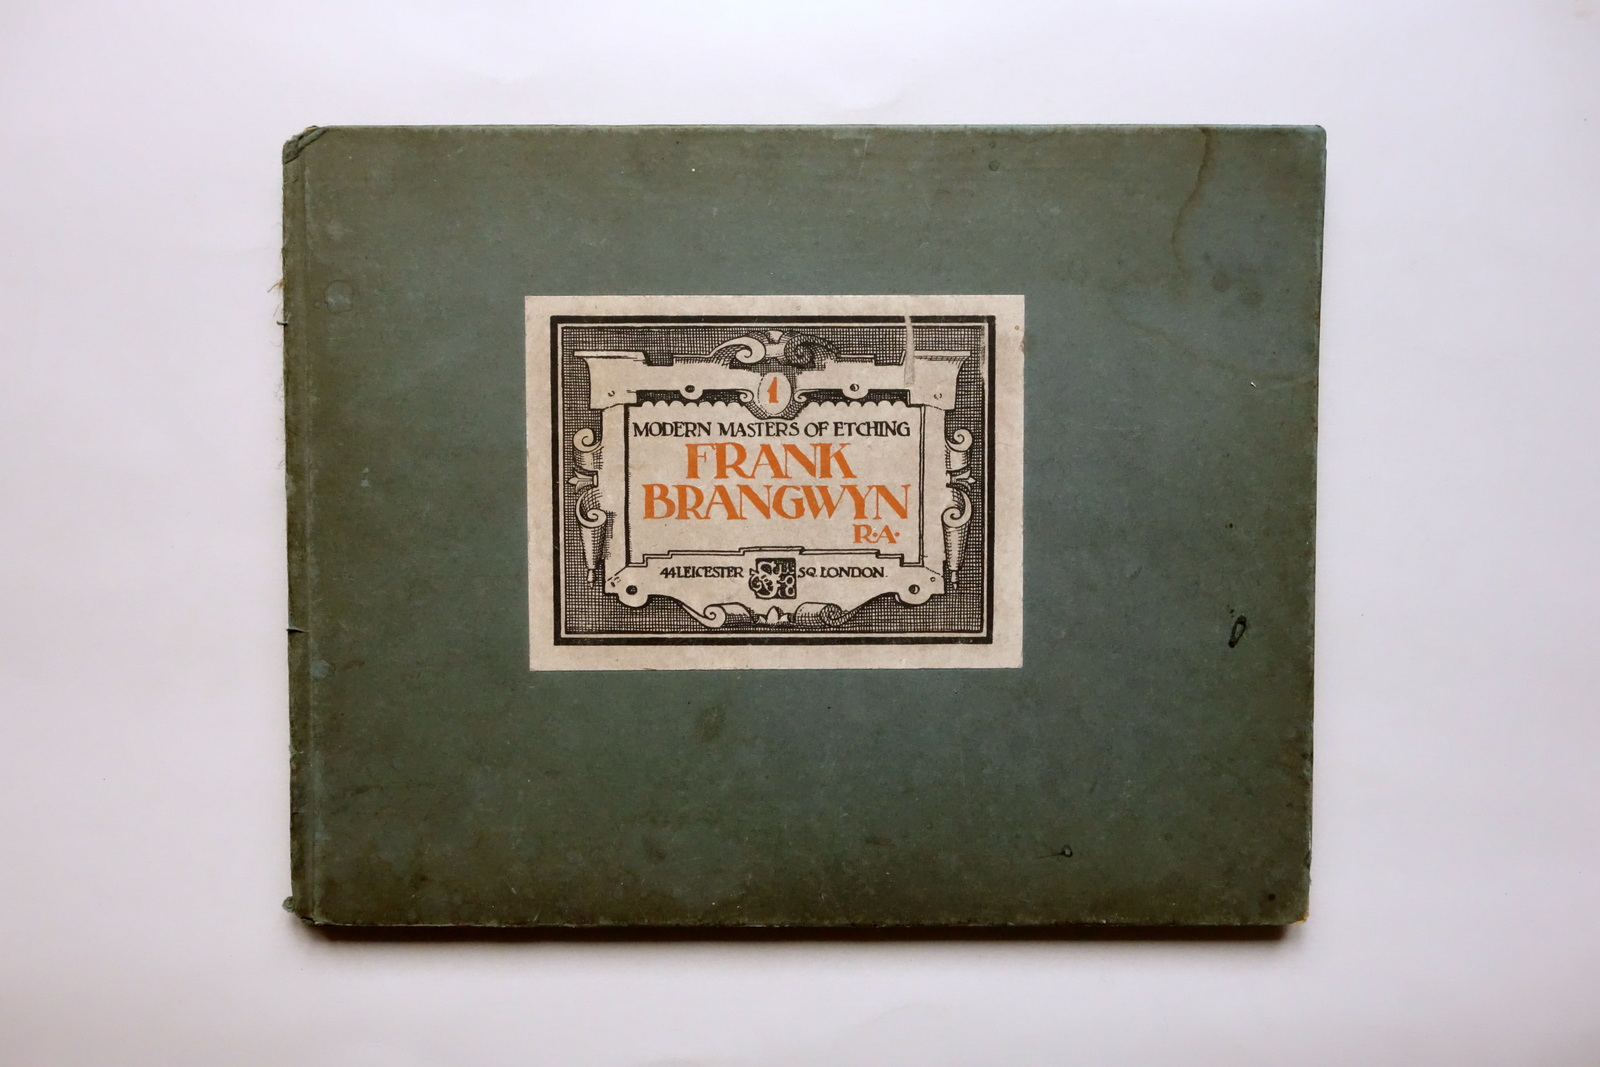 1
MODERN MASTERS OF ETCHING
FRANK
BRANGWYN
R·A·
44 LEICESTER SQ. LONDON.